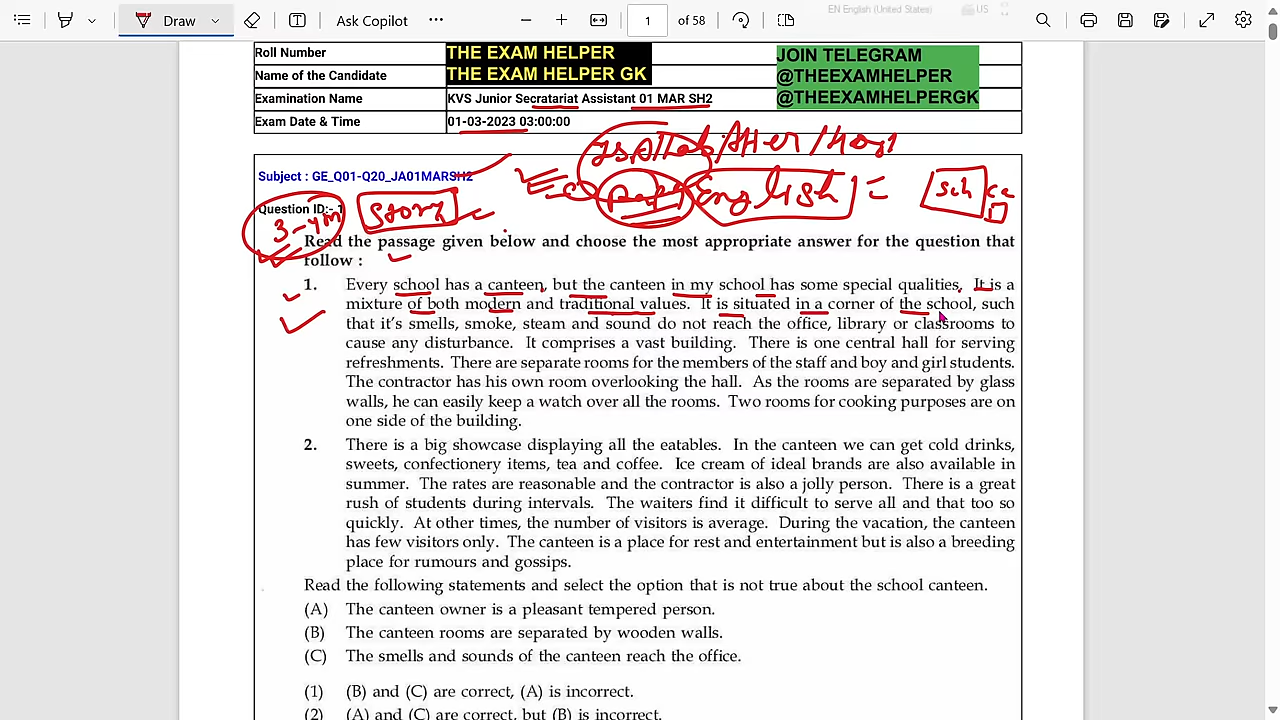 Draw
Ask Copilot
1 of 58
EN English (United States)
US
Roll Number
THE EXAM HELPER
JOIN TELEGRAM
Name of the Candidate
THE EXAM HELPER GK
@THEEXAMHELPER
Examination Name
KVS Junior Secratariat Assistant 01 MAR SH2
@THEEXAMHELPERGK
Exam Date & Time
01-03-2023 03:00:00
Subject : GE_Q01-Q20_JA01MARSH2
English = Sch
Question ID:- 1
3-4m
Story
Read the passage given below and choose the most appropriate answer for the question that
follow :
1. Every school has a canteen, but the canteen in my school has some special qualities. It is a
mixture of both modern and traditional values. It is situated in a corner of the school, such
that it's smells, smoke, steam and sound do not reach the office, library or classrooms to
cause any disturbance. It comprises a vast building. There is one central hall for serving
refreshments. There are separate rooms for the members of the staff and boy and girl students.
The contractor has his own room overlooking the hall. As the rooms are separated by glass
walls, he can easily keep a watch over all the rooms. Two rooms for cooking purposes are on
one side of the building.
2. There is a big showcase displaying all the eatables. In the canteen we can get cold drinks,
sweets, confectionery items, tea and coffee. Ice cream of ideal brands are also available in
summer. The rates are reasonable and the contractor is also a jolly person. There is a great
rush of students during intervals. The waiters find it difficult to serve all and that too so
quickly. At other times, the number of visitors is average. During the vacation, the canteen
has few visitors only. The canteen is a place for rest and entertainment but is also a breeding
place for rumours and gossips.
Read the following statements and select the option that is not true about the school canteen.
(A) The canteen owner is a pleasant tempered person.
(B) The canteen rooms are separated by wooden walls.
(C) The smells and sounds of the canteen reach the office.
(1) (B) and (C) are correct, (A) is incorrect.
(2) (A) and (C) are correct, but (B) is incorrect.